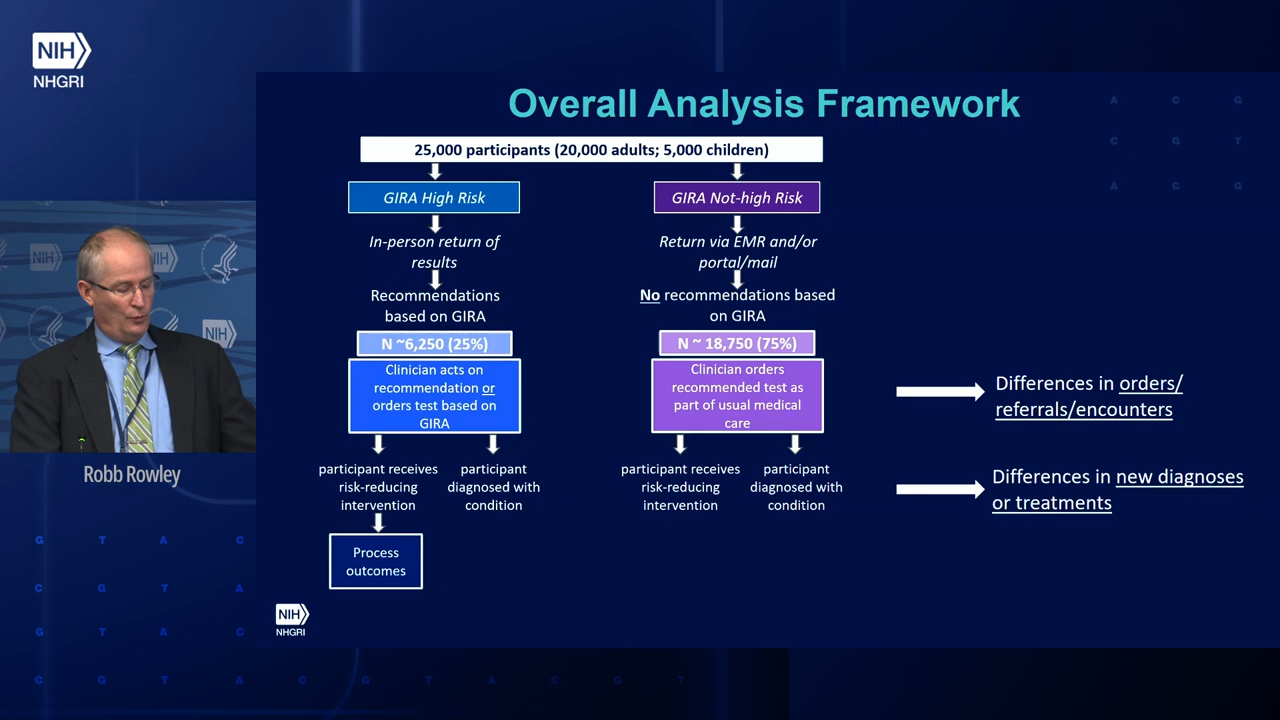 NIH
NHGRI
Overall Analysis Framework
25,000 participants (20,000 adults; 5,000 children)
GIRA High Risk
In-person return of
results
Recommendations
based on GIRA
N ~6,250 (25%)
Clinician acts on
recommendation or
orders test based on
GIRA
participant receives
risk-reducing
intervention
participant
diagnosed with
condition
Process
outcomes
GIRA Not-high Risk
Return via EMR and/or
portal/mail
No recommendations based
on GIRA
N ~ 18,750 (75%)
Clinician orders
recommended test as
part of usual medical
care
participant receives
risk-reducing
intervention
participant
diagnosed with
condition
Differences in orders/
referrals/encounters
Differences in new diagnoses
or treatments
NIH
NHGRI
NIH
NIH
NIH
Robb Rowley
A C G
C G T
A C G
G T A C
C G T A
G T A C
C G T A C G T A C G T